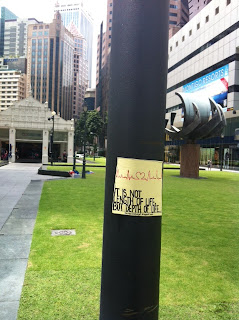 IT IS NOT
LENGTH OF LIFE,
BUT DEPTH OF LIFE